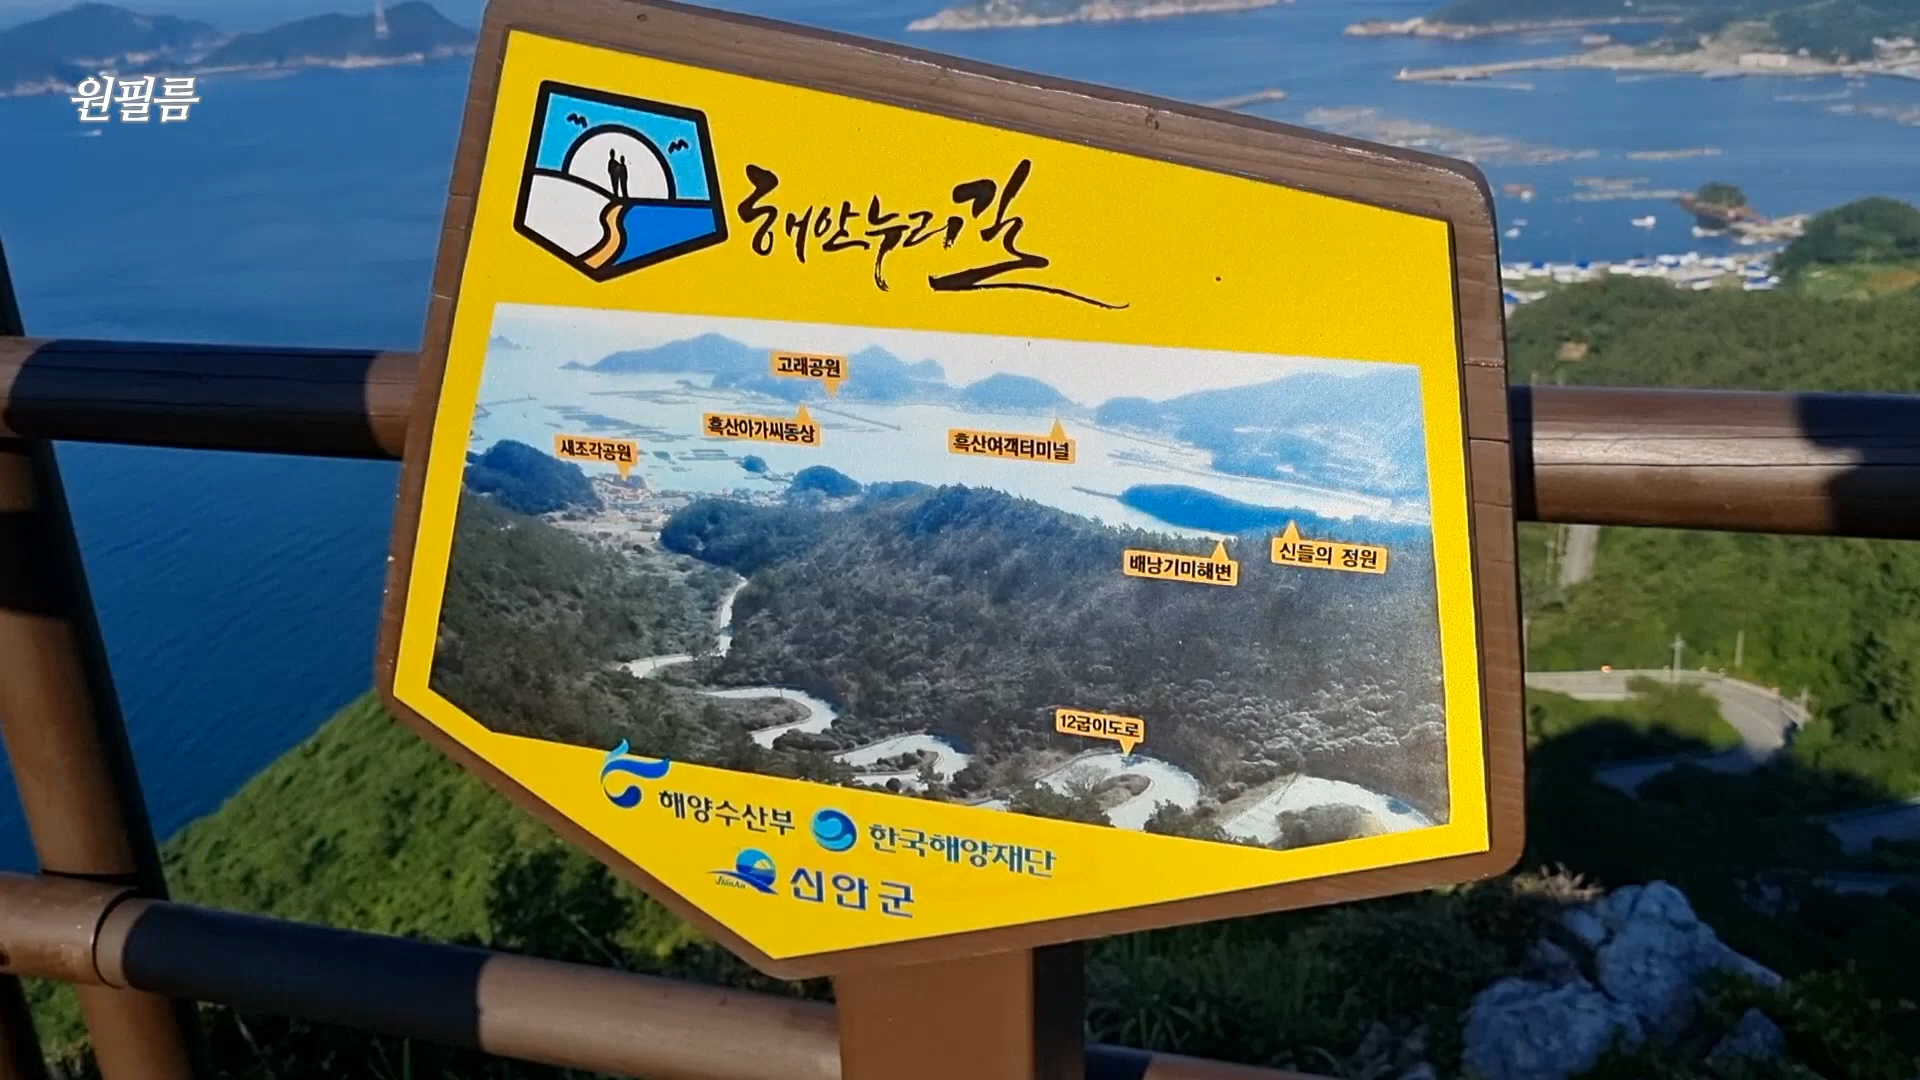 원필름
해안누리길
고래공원
흑산아가씨동상
새조각공원
흑산여객터미널
배낭기미해변
신들의 정원
12굽이도로
해양수산부
한국해양재단
신안군